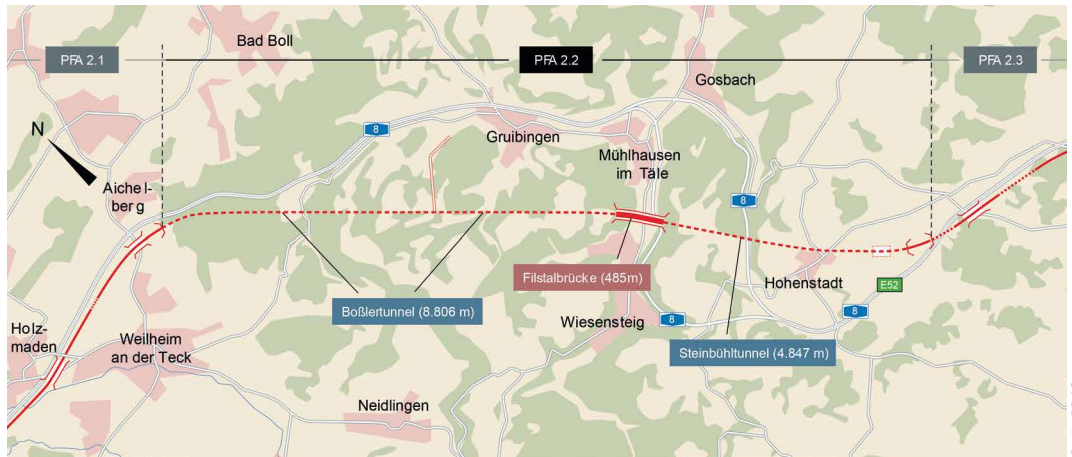 PFA 2.1
PFA 2.2
PFA 2.3
Bad Boll
Gosbach
N
8
Gruibingen
Mühlhausen
im Täle
Aichel-
berg
8
Filstalbrücke (485m)
Hohenstadt
E52
Boßlertunnel (8.806 m)
Wiesensteig
8
8
Holz-
maden
Weilheim
an der Teck
Steinbühltunnel (4.847 m)
Neidlingen